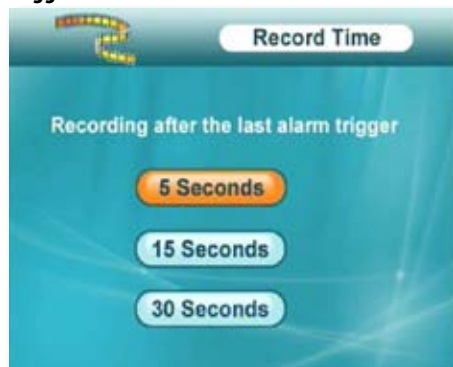 Record Time
Recording after the last alarm trigger
5 Seconds
15 Seconds
30 Seconds